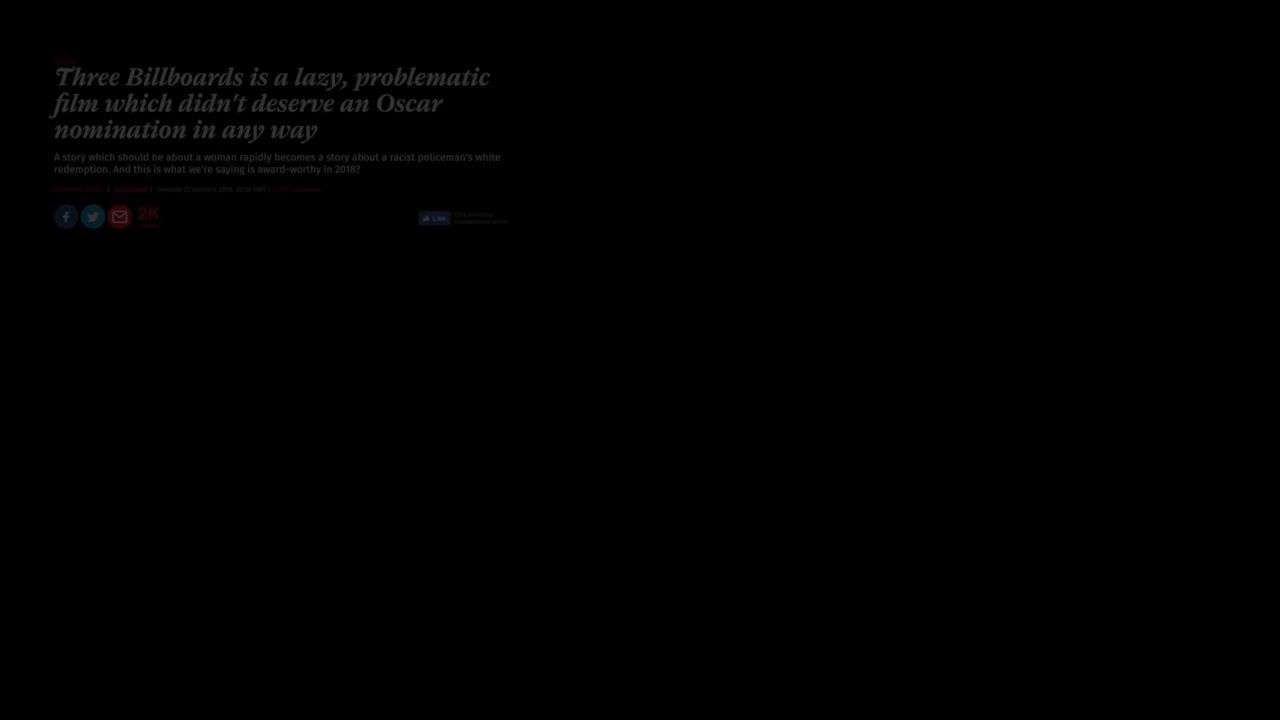 Three Billboards is a lazy, problematic
film which didn't deserve an Oscar
nomination in any way
A story which should be about a woman rapidly becomes a story about a racist policeman's white
redemption. And this is what we're saying is award-worthy in 2018?
2K
Like